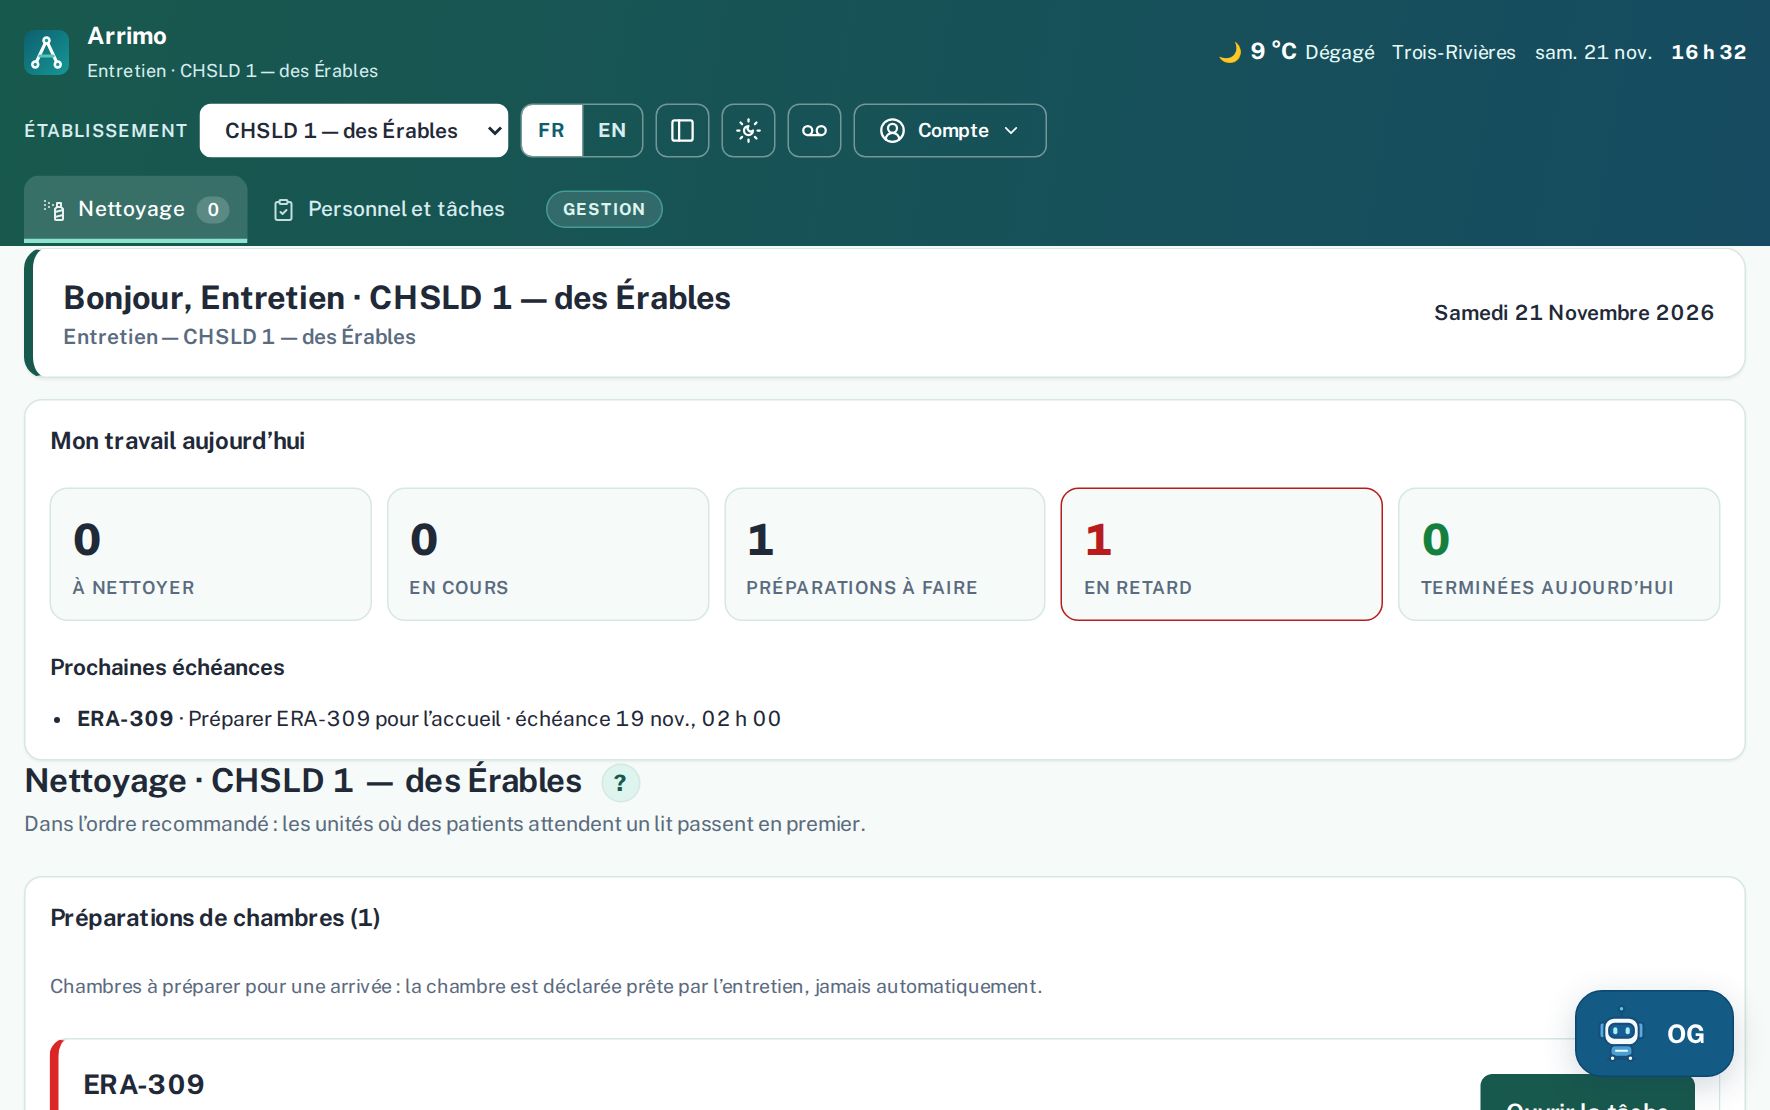 Arrimo
Entretien · CHSLD 1 — des Érables
9 °C Dégagé Trois-Rivières sam. 21 nov. 16 h 32
ÉTABLISSEMENT CHSLD 1 — des Érables FR EN Compte
Nettoyage 0 Personnel et tâches GESTION
Bonjour, Entretien · CHSLD 1 — des Érables
Entretien — CHSLD 1 — des Érables
Samedi 21 Novembre 2026
Mon travail aujourd’hui
0 0 1 1 0
À NETTOYER EN COURS PRÉPARATIONS À FAIRE EN RETARD TERMINÉES AUJOURD’HUI
Prochaines échéances
• ERA-309 · Préparer ERA-309 pour l’accueil · échéance 19 nov., 02 h 00
Nettoyage · CHSLD 1 — des Érables ?
Dans l’ordre recommandé : les unités où des patients attendent un lit passent en premier.
Préparations de chambres (1)
Chambres à préparer pour une arrivée : la chambre est déclarée prête par l’entretien, jamais automatiquement.
OG
ERA-309